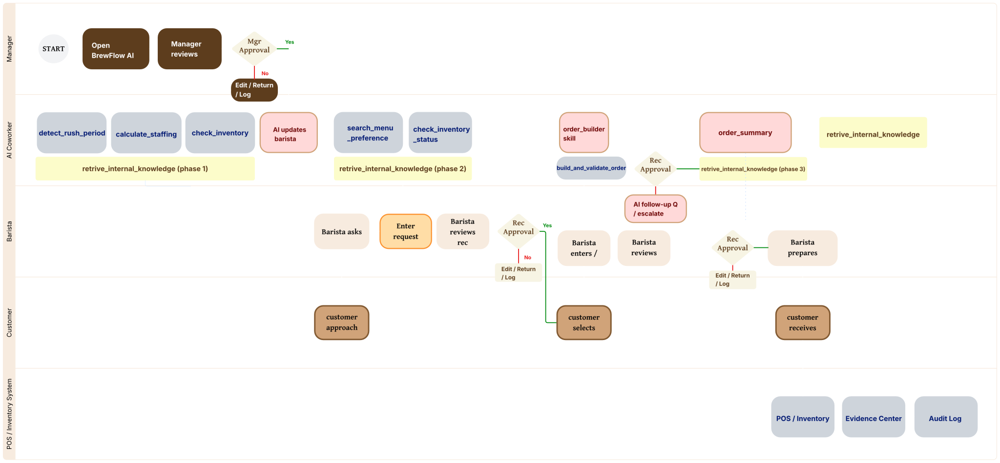 Manager
START
Open
BrewFlow AI
Manager
reviews
Mgr
Approval
Yes
No
Edit / Return
/ Log
AI Coworker
detect_rush_period
calculate_staffing
check_inventory
AI updates
barista
search_menu
_preference
check_inventory
_status
order_builder
skill
order_summary
retrive_internal_knowledge
retrive_internal_knowledge (phase 1)
retrive_internal_knowledge (phase 2)
build_and_validate_order
Rec
Approval
retrive_internal_knowledge (phase 3)
AI follow-up Q
/ escalate
Barista
Barista asks
Enter
request
Barista
reviews
rec
Rec
Approval
Yes
No
Edit / Return
/ Log
Barista
enters /
Barista
reviews
Rec
Approval
Edit / Return
/ Log
Barista
prepares
Customer
customer
approach
customer
selects
customer
receives
POS / Inventory System
POS / Inventory
Evidence Center
Audit Log